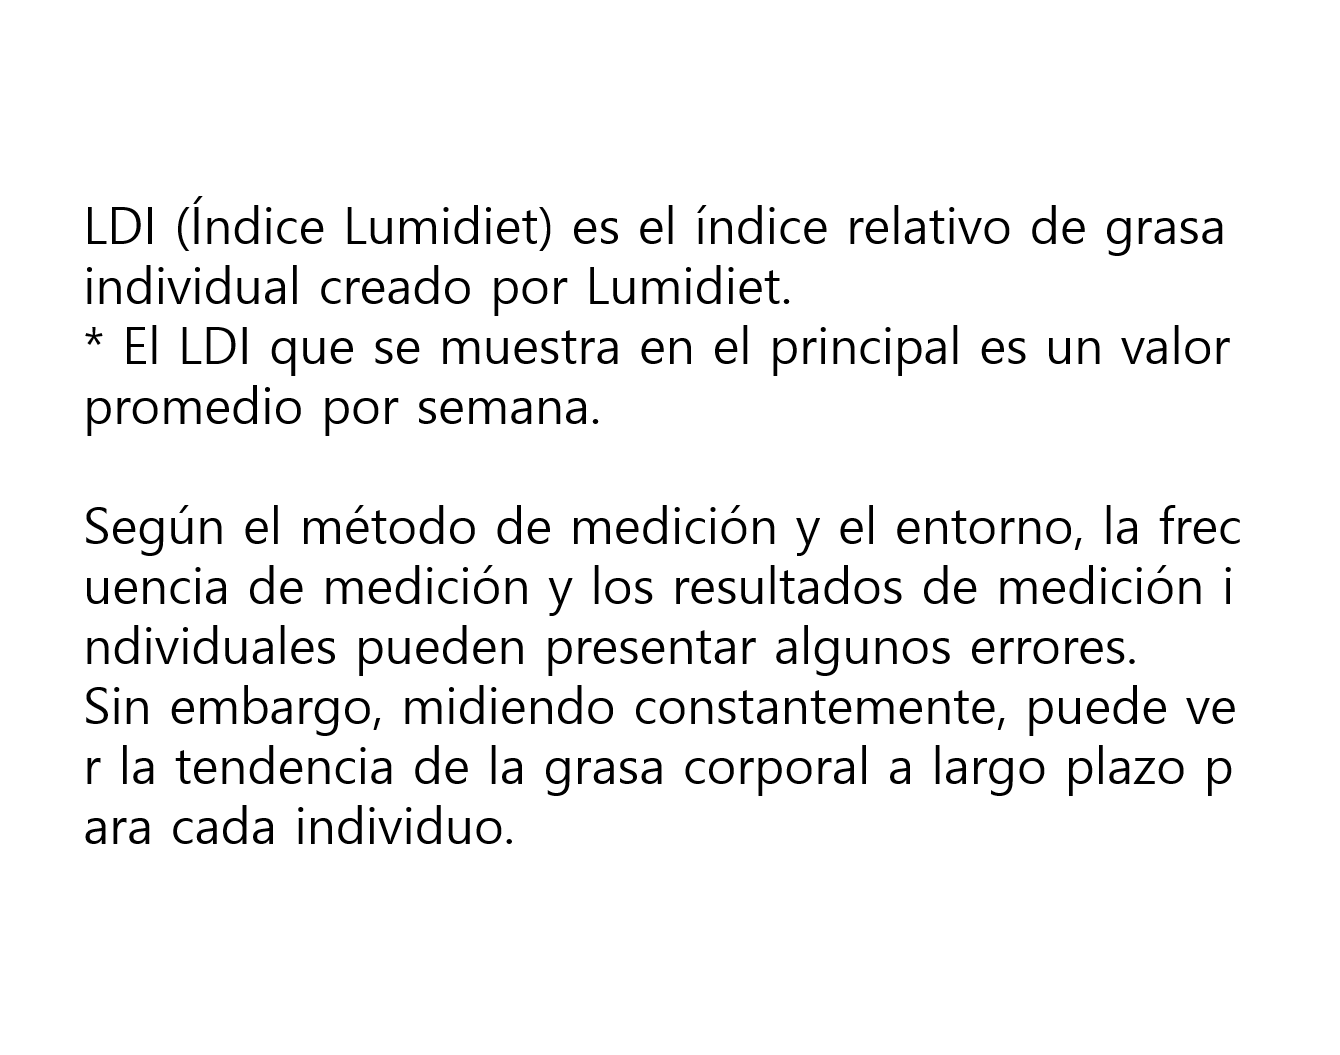 LDI (Índice Lumidiet) es el índice relativo de grasa
individual creado por Lumidiet.
* El LDI que se muestra en el principal es un valor
promedio por semana.

Según el método de medición y el entorno, la frec
uencia de medición y los resultados de medición i
ndividuales pueden presentar algunos errores.
Sin embargo, midiendo constantemente, puede ve
r la tendencia de la grasa corporal a largo plazo p
ara cada individuo.